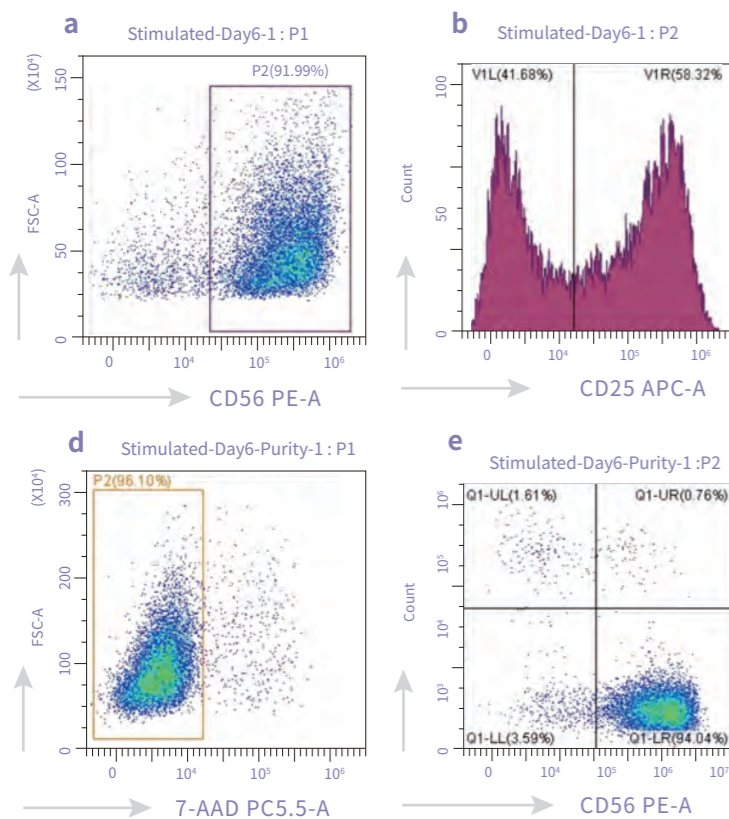 a
Stimulated-Day6-1 : P1
(X10⁴)
P2(91.99%)
150
100
50
0
FSC-A
0 10⁴ 10⁵ 10⁶
CD56 PE-A
b
Stimulated-Day6-1 : P2
V1L(41.68%) V1R(58.32%
100
50
0
Count
0 10⁴ 10⁵ 10⁶
CD25 APC-A
d
Stimulated-Day6-Purity-1 : P1
(X10⁴)
P2(96.10%)
300
200
100
0
FSC-A
0 10⁴ 10⁵ 10⁶
7-AAD PC5.5-A
e
Stimulated-Day6-Purity-1 :P2
Q1-UL(1.61%) Q1-UR(0.76%)
10⁶
10⁵
10⁴
10³
0
Count
Q1-LL(3.59%) Q1-LR(94.04%)
0 10⁴ 10⁵ 10⁶ 10⁷
CD56 PE-A